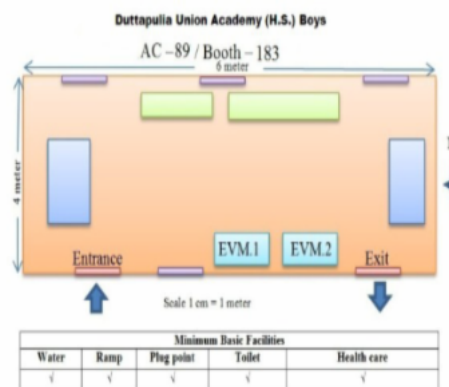 Duttapulia Union Academy (H.S.) Boys
AC – 89 / Booth -183
6 meter
4 meter
EVM.1 EVM.2
Entrance Exit
Scale 1 cm = 1 meter
Minimum Basic Facilities
Water Ramp Plug point Toilet Health care
√ √ √ √ √